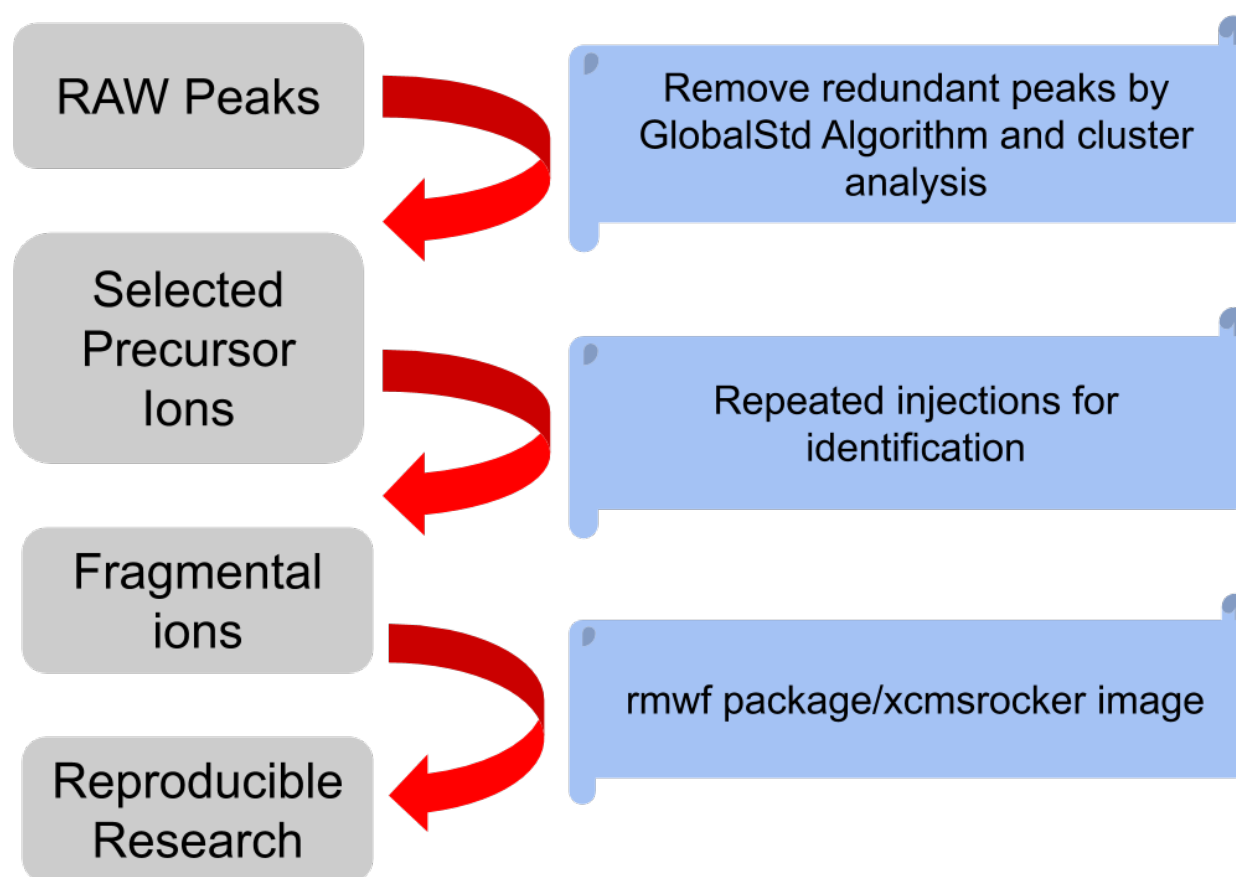 RAW Peaks
Remove redundant peaks by
GlobalStd Algorithm and cluster
analysis
Selected
Precursor
Ions
Repeated injections for
identification
Fragmental
ions
rmwf package/xcmsrocker image
Reproducible
Research